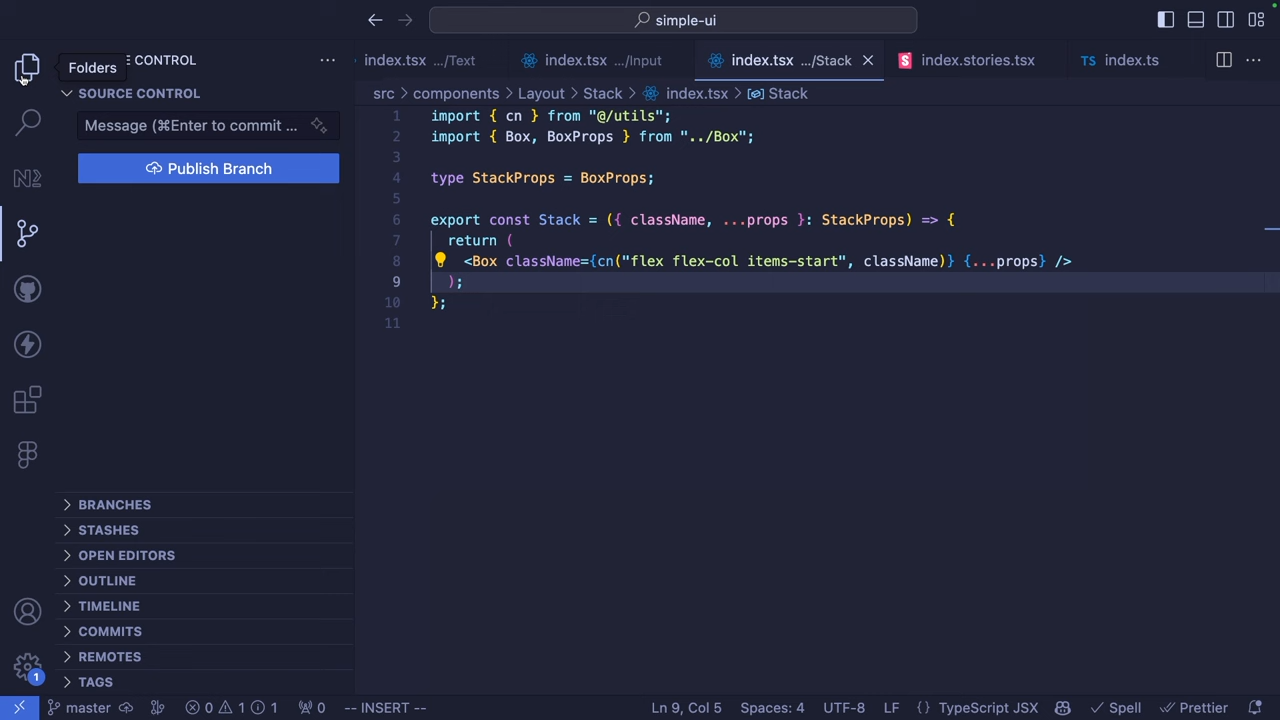 simple-ui
Folders
E CONTROL
index.tsx .../Text
index.tsx .../Input
index.tsx .../Stack
index.stories.tsx
TS index.ts
SOURCE CONTROL
src > components > Layout > Stack > index.tsx > Stack
Message (⌘Enter to commit ...
Publish Branch
1 import { cn } from "@/utils";
2 import { Box, BoxProps } from "../Box";
3
4 type StackProps = BoxProps;
5
6 export const Stack = ({ className, ...props }: StackProps) => {
7 return (
8 <Box className={cn("flex flex-col items-start", className)} {...props} />
9 );
10 };
11
BRANCHES
STASHES
OPEN EDITORS
OUTLINE
TIMELINE
COMMITS
REMOTES
TAGS
1
master 0 1 1 0 -- INSERT -- Ln 9, Col 5 Spaces: 4 UTF-8 LF {} TypeScript JSX Spell Prettier